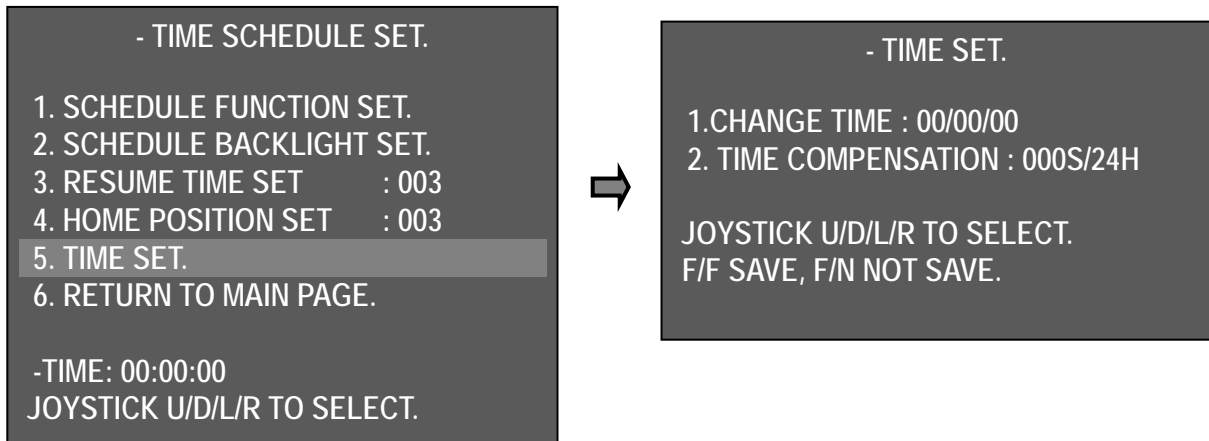 - TIME SCHEDULE SET.
1. SCHEDULE FUNCTION SET.
2. SCHEDULE BACKLIGHT SET.
3. RESUME TIME SET : 003
4. HOME POSITION SET : 003
5. TIME SET.
6. RETURN TO MAIN PAGE.
-TIME: 00:00:00
JOYSTICK U/D/L/R TO SELECT.
- TIME SET.
1.CHANGE TIME : 00/00/00
2. TIME COMPENSATION : 000S/24H
JOYSTICK U/D/L/R TO SELECT.
F/F SAVE, F/N NOT SAVE.